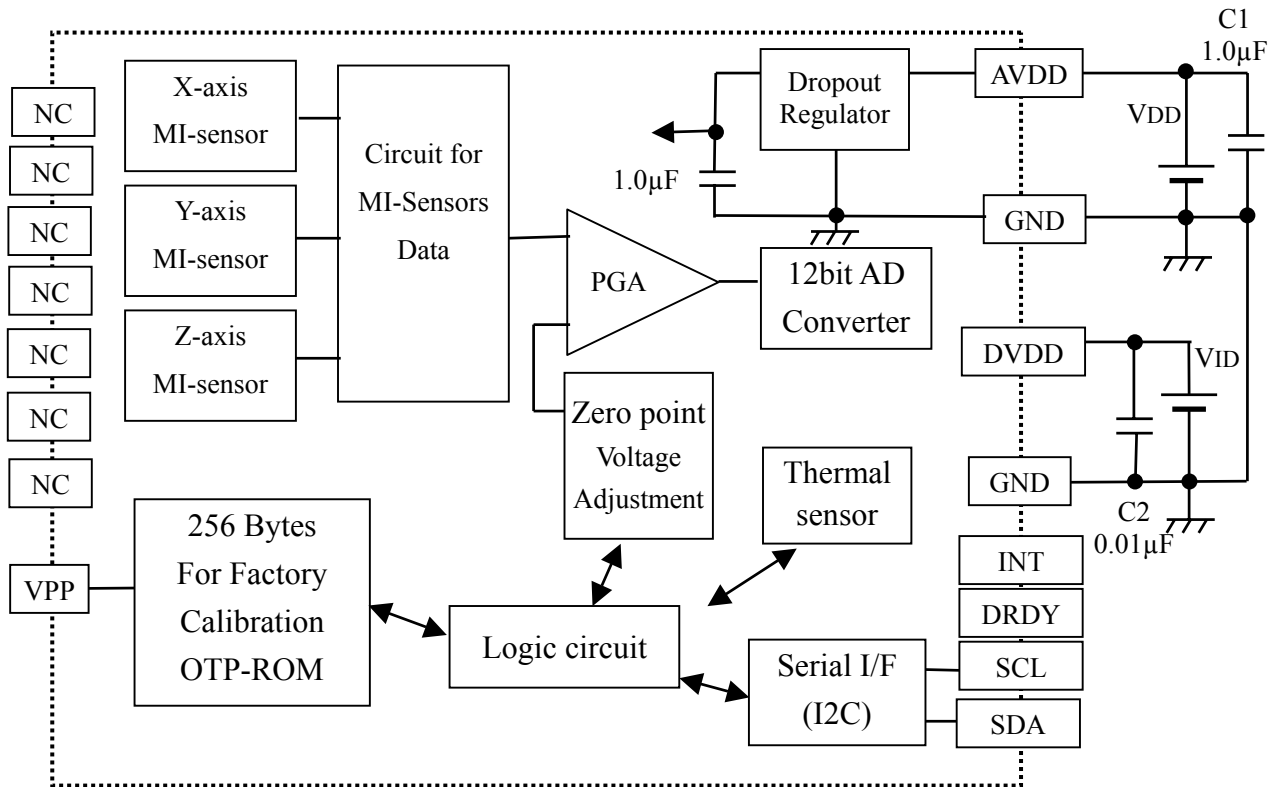 C1
1.0μF
X-axis
MI-sensor
Y-axis
MI-sensor
Z-axis
MI-sensor
Circuit for
MI-Sensors
Data
Dropout
Regulator
AVDD
VDD
1.0μF
GND
PGA
12bit AD
Converter
DVDD
VID
NC
NC
NC
NC
NC
NC
NC
Zero point
Voltage
Adjustment
Thermal
sensor
GND
C2
0.01μF
256 Bytes
For Factory
Calibration
OTP-ROM
VPP
Logic circuit
Serial I/F
(I2C)
INT
DRDY
SCL
SDA